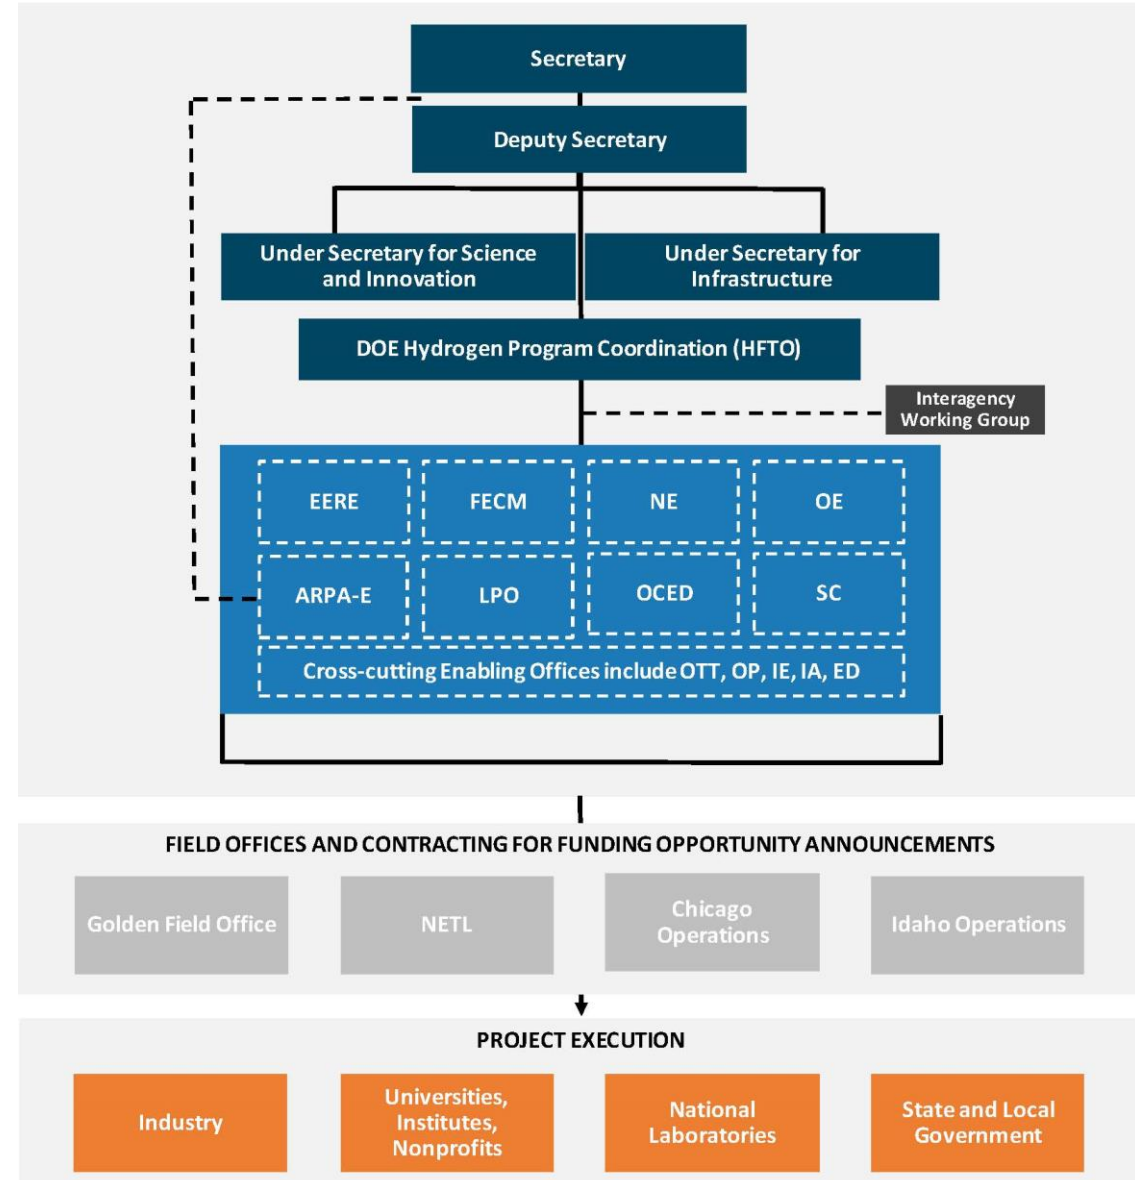 Secretary
Deputy Secretary
Under Secretary for Science
and Innovation
Under Secretary for
Infrastructure
DOE Hydrogen Program Coordination (HFTO)
Interagency
Working Group
EERE
FECM
NE
OE
ARPA-E
LPO
OCED
SC
Cross-cutting Enabling Offices include OTT, OP, IE, IA, ED
FIELD OFFICES AND CONTRACTING FOR FUNDING OPPORTUNITY ANNOUNCEMENTS
Golden Field Office
NETL
Chicago
Operations
Idaho Operations
PROJECT EXECUTION
Industry
Universities,
Institutes,
Nonprofits
National
Laboratories
State and Local
Government